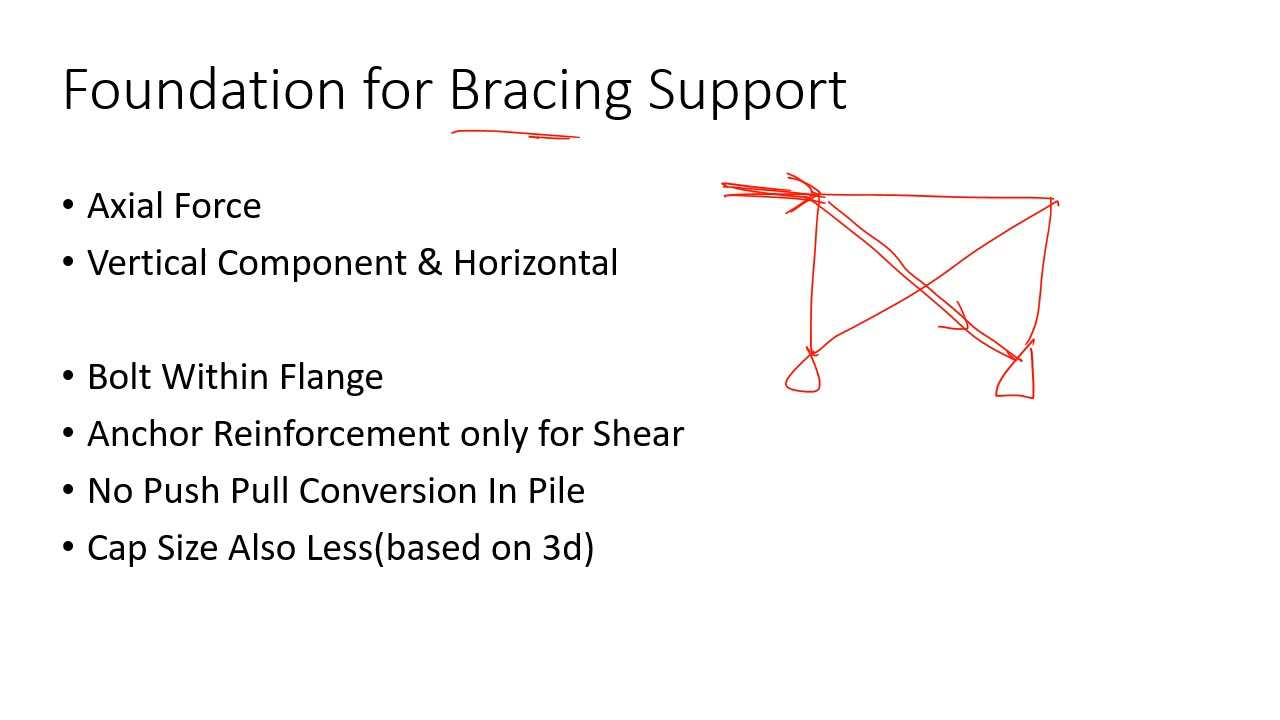 Foundation for Bracing Support
• Axial Force
• Vertical Component & Horizontal
• Bolt Within Flange
• Anchor Reinforcement only for Shear
• No Push Pull Conversion In Pile
• Cap Size Also Less(based on 3d)